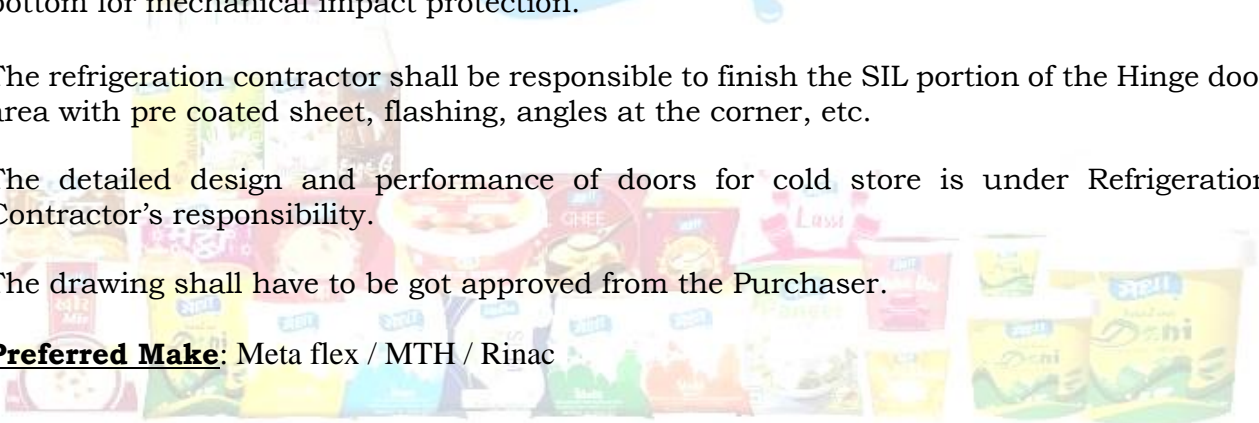 bottom for mechanical impact protection.
The refrigeration contractor shall be responsible to finish the SIL portion of the Hinge doo
area with pre coated sheet, flashing, angles at the corner, etc.
The detailed design and performance of doors for cold store is under Refrigeration
Contractor's responsibility.
The drawing shall have to be got approved from the Purchaser.
Preferred Make: Meta flex / MTH / Rinac
GHEE
Lassi